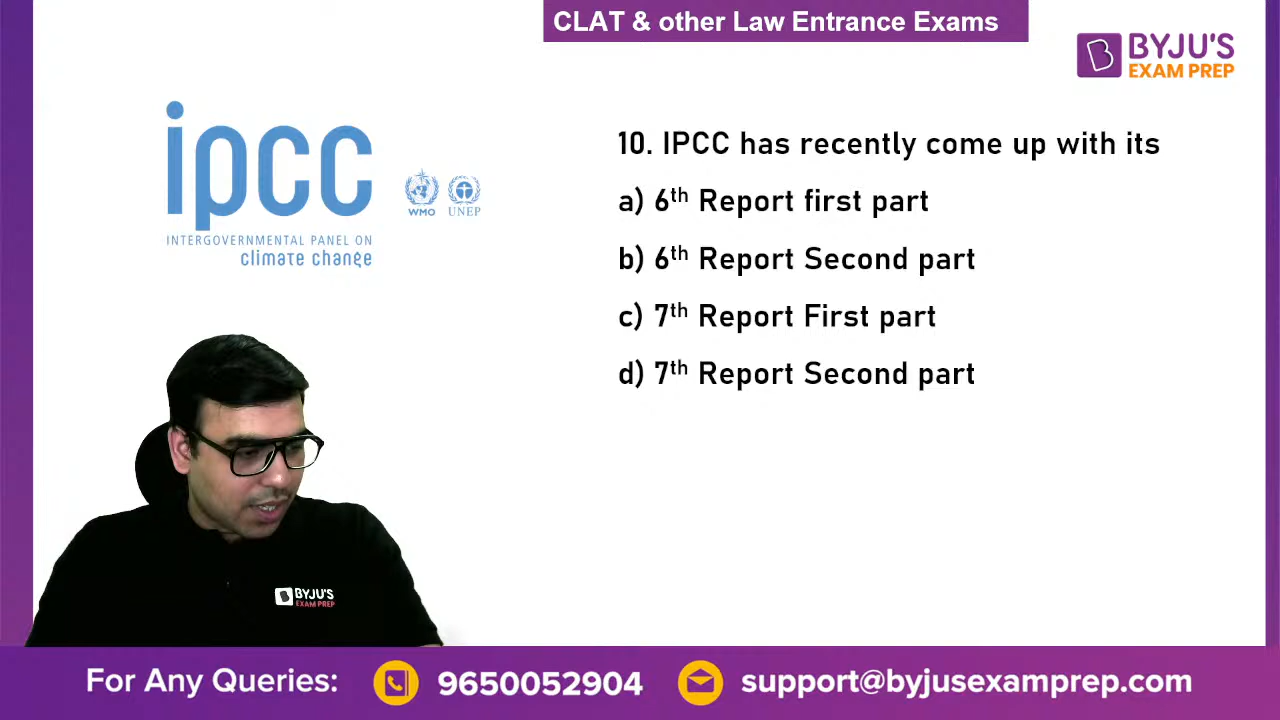 CLAT & other Law Entrance Exams
BYJU'S
EXAM PREP
ipcc
WMO UNEP
INTERGOVERNMENTAL PANEL ON
climate change
10. IPCC has recently come up with its
a) 6th Report first part
b) 6th Report Second part
c) 7th Report First part
d) 7th Report Second part
BYJU'S
EXAM PREP
For Any Queries: 9650052904 support@byjusexamprep.com